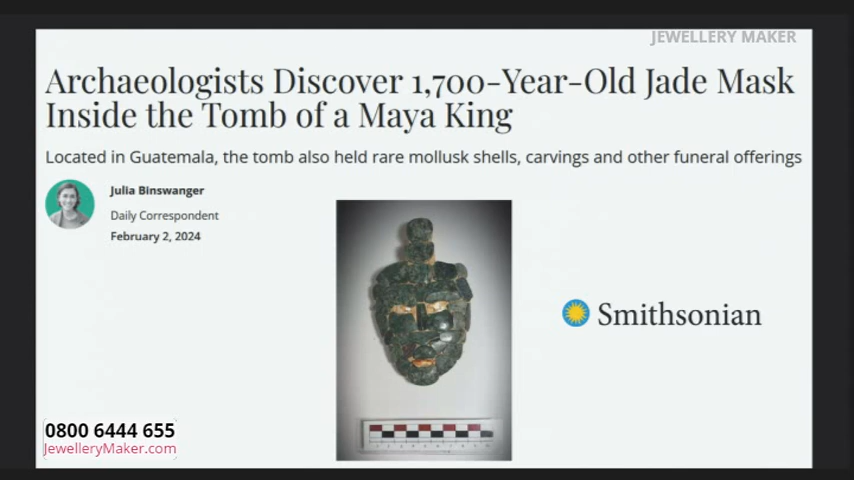 JEWELLERY MAKER
Archaeologists Discover 1,700-Year-Old Jade Mask
Inside the Tomb of a Maya King
Located in Guatemala, the tomb also held rare mollusk shells, carvings and other funeral offerings
Julia Binswanger
Daily Correspondent
February 2, 2024
Smithsonian
0800 6444 655
JewelleryMaker.com